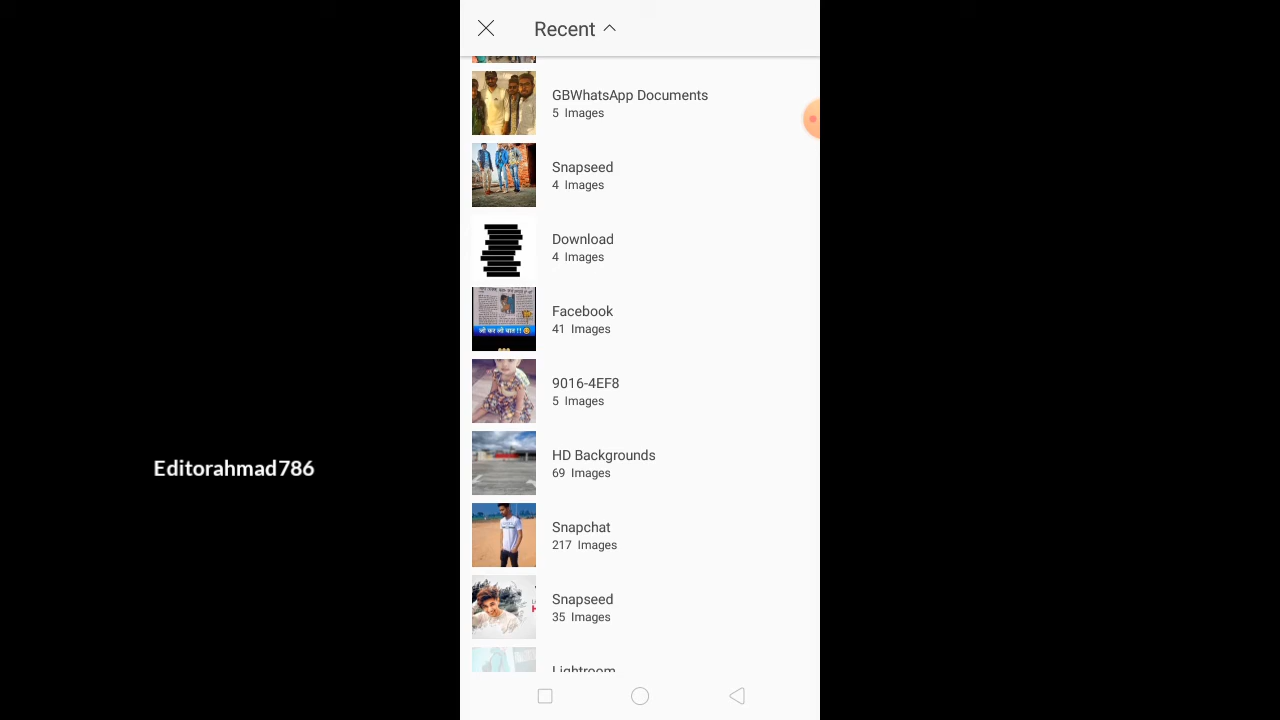 Recent
GBWhatsApp Documents
5 Images
Snapseed
4 Images
Download
4 Images
लो कर लो बात !!
Facebook
41 Images
9016-4EF8
5 Images
HD Backgrounds
69 Images
Snapchat
217 Images
Snapseed
35 Images
Lightroom
Editorahmad786